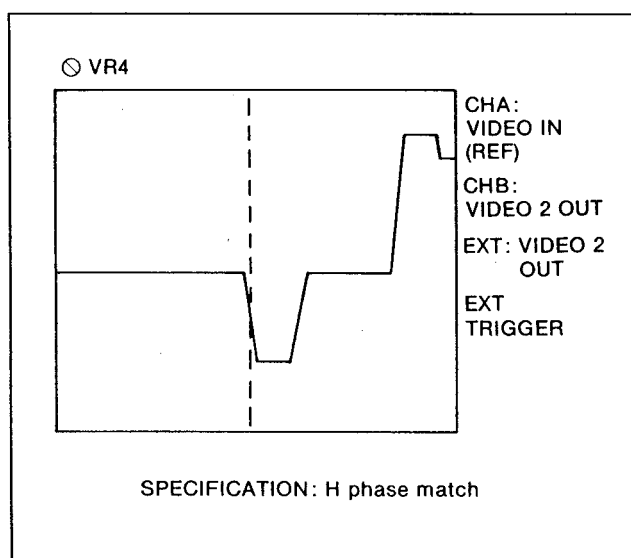 VR4
CHA:
VIDEO IN
(REF)
CHB:
VIDEO 2 OUT
EXT: VIDEO 2
OUT
EXT
TRIGGER
SPECIFICATION: H phase match